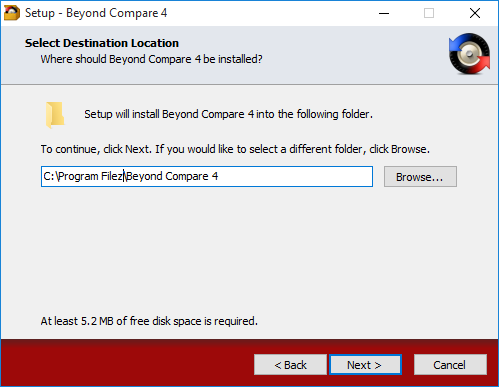 Setup - Beyond Compare 4
Select Destination Location
Where should Beyond Compare 4 be installed?
Setup will install Beyond Compare 4 into the following folder.
To continue, click Next. If you would like to select a different folder, click Browse.
C:\Program Filez\Beyond Compare 4
Browse...
At least 5.2 MB of free disk space is required.
< Back
Next >
Cancel